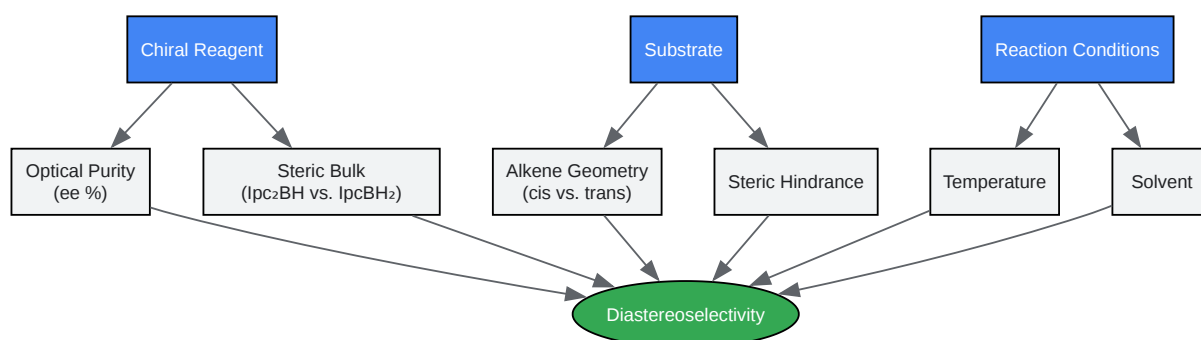 Chiral Reagent
Substrate
Reaction Conditions
Optical Purity
(ee %)
Steric Bulk
(Ipc₂BH vs. IpcBH₂)
Alkene Geometry
(cis vs. trans)
Steric Hindrance
Temperature
Solvent
Diastereoselectivity